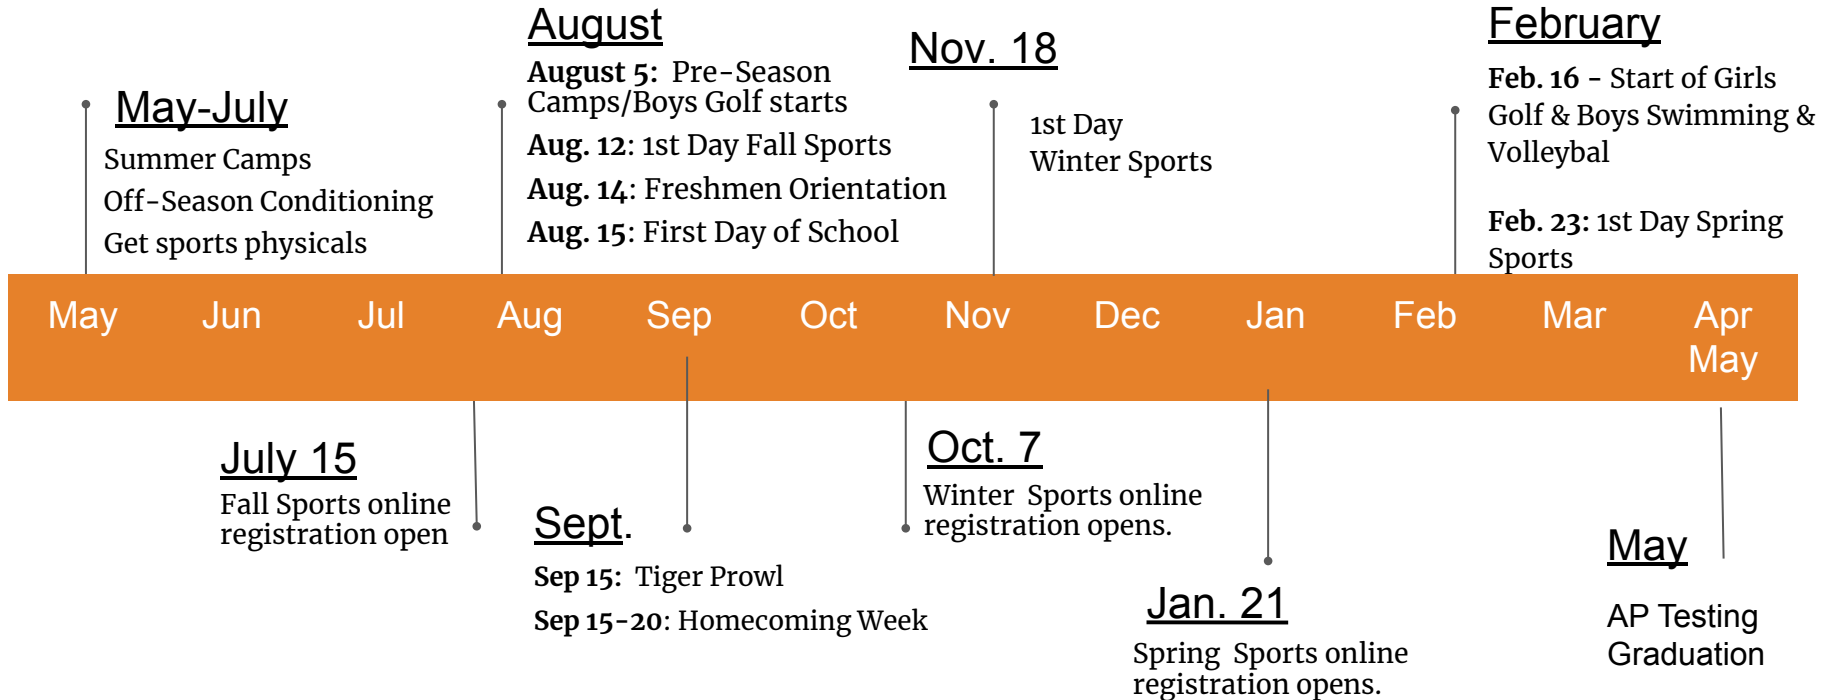 May-July
Summer Camps
Off-Season Conditioning
Get sports physicals
August
August 5: Pre-Season
Camps/Boys Golf starts
Aug. 12: 1st Day Fall Sports
Aug. 14: Freshmen Orientation
Aug. 15: First Day of School
Nov. 18
1st Day
Winter Sports
February
Feb. 16 - Start of Girls
Golf & Boys Swimming &
Volleybal
Feb. 23: 1st Day Spring
Sports
May Jun Jul Aug Sep Oct Nov Dec Jan Feb Mar Apr
May
July 15
Fall Sports online
registration open
Sept.
Sep 15: Tiger Prowl
Sep 15-20: Homecoming Week
Oct. 7
Winter Sports online
registration opens.
Jan. 21
Spring Sports online
registration opens.
May
AP Testing
Graduation